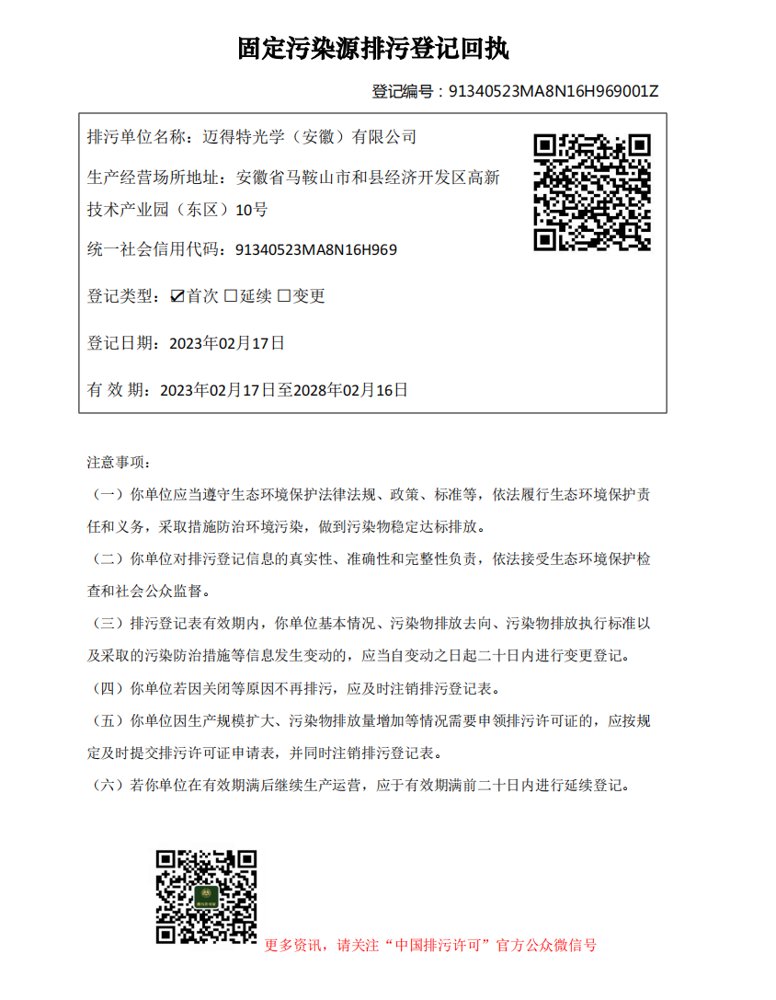 固定污染源排污登记回执
登记编号：91340523MA8N16H969001Z
排污单位名称：迈得特光学（安徽）有限公司
生产经营场所地址：安徽省马鞍山市和县经济开发区高新
技术产业园（东区）10号
统一社会信用代码：91340523MA8N16H969
登记类型：☑首次 □延续 □变更
登记日期：2023年02月17日
有 效 期：2023年02月17日至2028年02月16日
注意事项：
（一）你单位应当遵守生态环境保护法律法规、政策、标准等，依法履行生态环境保护责
任和义务，采取措施防治环境污染，做到污染物稳定达标排放。
（二）你单位对排污登记信息的真实性、准确性和完整性负责，依法接受生态环境保护检
查和社会公众监督。
（三）排污登记表有效期内，你单位基本情况、污染物排放去向、污染物排放执行标准以
及采取的污染防治措施等信息发生变动的，应当自变动之日起二十日内进行变更登记。
（四）你单位若因关闭等原因不再排污，应及时注销排污登记表。
（五）你单位因生产规模扩大、污染物排放量增加等情况需要申领排污许可证的，应按规
定及时提交排污许可证申请表，并同时注销排污登记表。
（六）若你单位在有效期满后继续生产运营，应于有效期满前二十日内进行延续登记。
更多资讯，请关注“中国排污许可”官方公众微信号